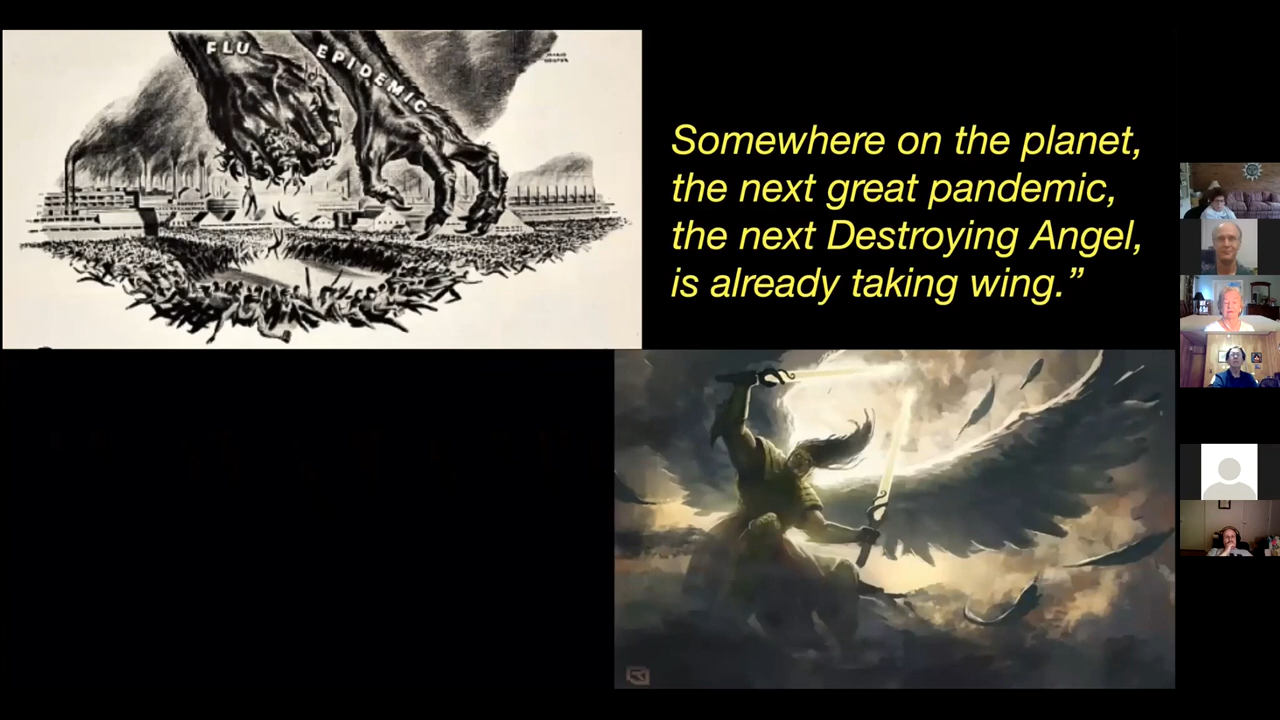 FLU EPIDEMIC
Somewhere on the planet,
the next great pandemic,
the next Destroying Angel,
is already taking wing.”